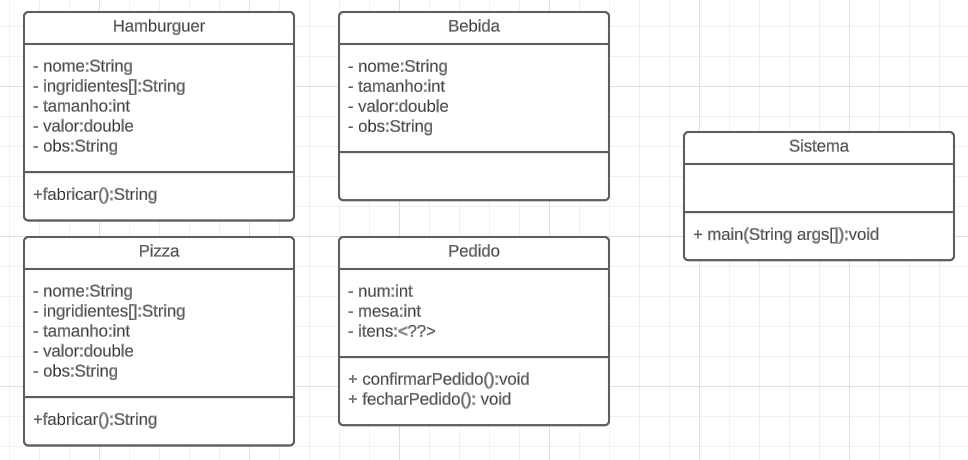 Hamburguer
- nome:String
- ingridientes[]:String
- tamanho:int
- valor:double
- obs:String
+fabricar():String
Bebida
- nome:String
- tamanho:int
- valor:double
- obs:String
Sistema
+ main(String args[]):void
Pizza
- nome:String
- ingridientes[]:String
- tamanho:int
- valor:double
- obs:String
+fabricar():String
Pedido
- num:int
- mesa:int
- itens:<??>
+ confirmarPedido():void
+ fecharPedido(): void